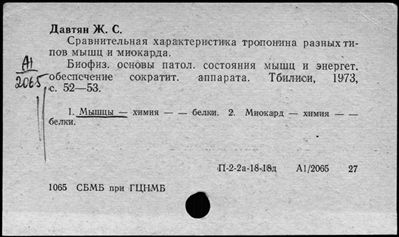 Давтян Ж. С.
Сравнительная характеристика тропонина разных ти-
пов мышц и миокарда.
Биофиз. основы патол. состояния мышц и энергет.
обеспечение сократит. аппарата. Тбилиси, 1973,
с. 52—53.
А1
2065
1. Мышцы — химия — — белки. 2. Миокард — химия — —
белки.
П-2-2а-18-18д А1/2065 27
1065 СБМБ при ГЦНМБ